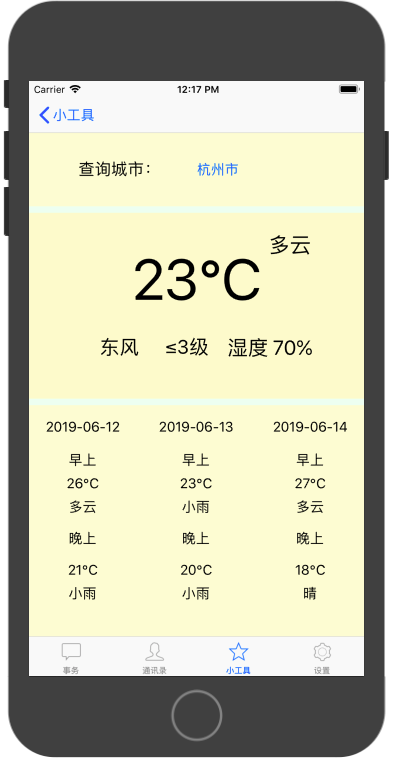 Carrier 12:17 PM
小工具
查询城市： 杭州市
多云
23℃
东风 ≤3级 湿度 70%
2019-06-12 2019-06-13 2019-06-14
早上 早上 早上
26℃ 23℃ 27℃
多云 小雨 多云
晚上 晚上 晚上
21℃ 20℃ 18℃
小雨 小雨 晴
事务 通讯录 小工具 设置